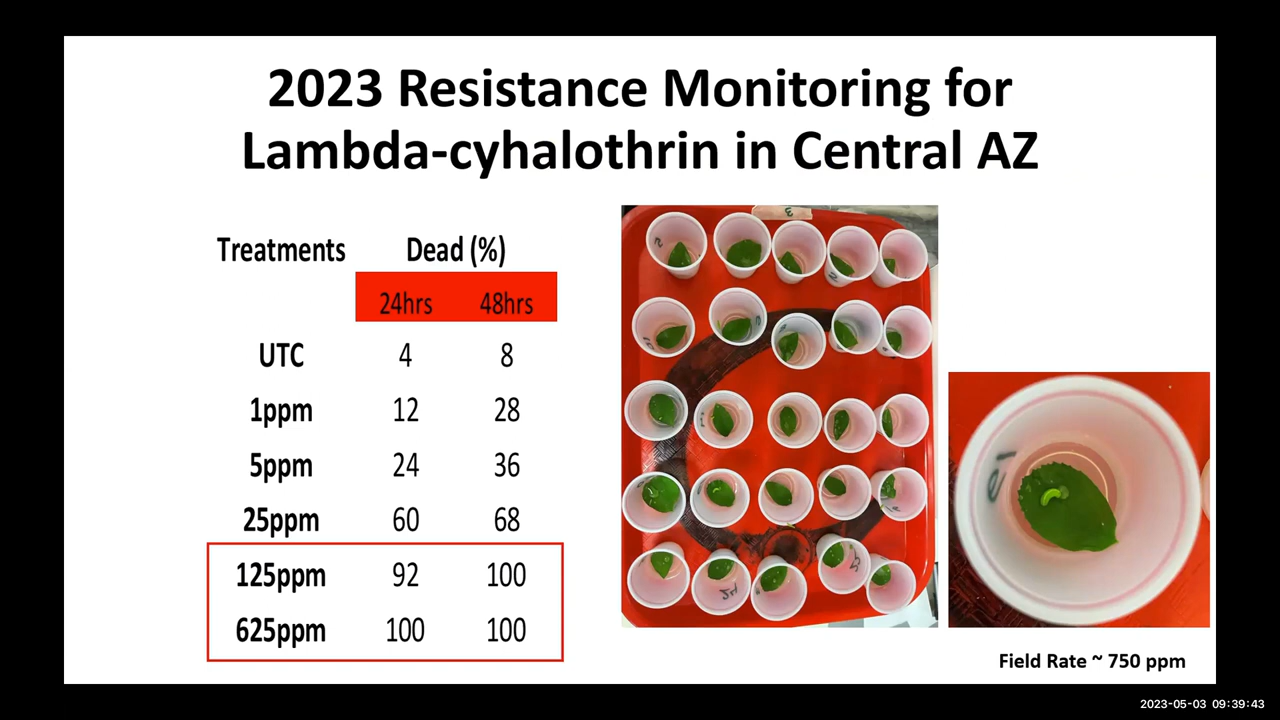 2023 Resistance Monitoring for
Lambda-cyhalothrin in Central AZ
Treatments Dead (%)
24hrs 48hrs
UTC 4 8
1ppm 12 28
5ppm 24 36
25ppm 60 68
125ppm 92 100
625ppm 100 100
Field Rate ~ 750 ppm
2023-05-03 09:39:43